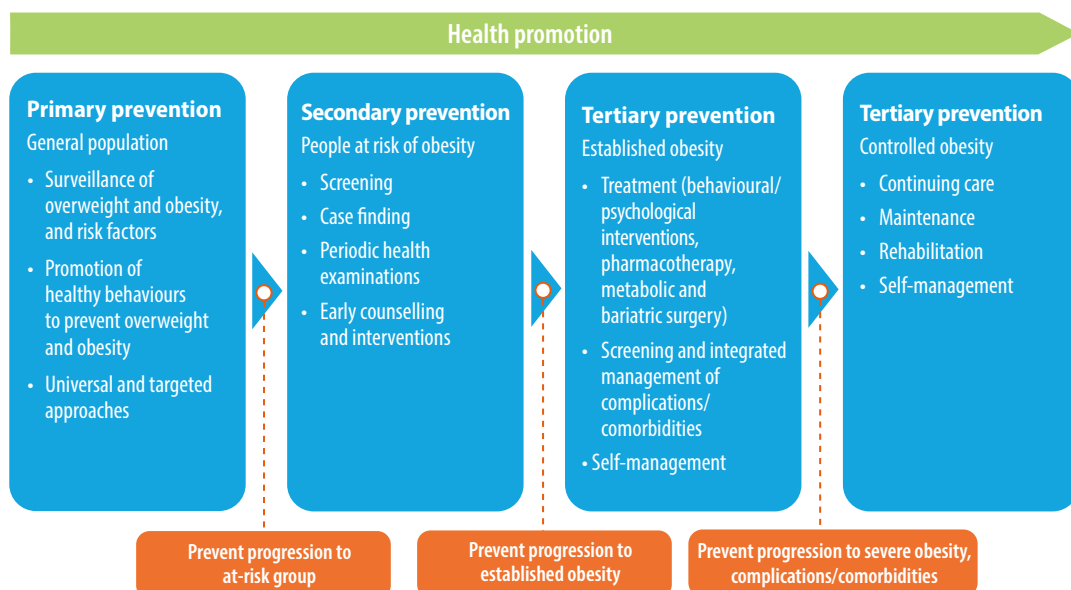 Health promotion
Primary prevention
General population
• Surveillance of
overweight and obesity,
and risk factors
• Promotion of
healthy behaviours
to prevent overweight
and obesity
• Universal and targeted
approaches
Secondary prevention
People at risk of obesity
• Screening
• Case finding
• Periodic health
examinations
• Early counselling
and interventions
Tertiary prevention
Established obesity
• Treatment (behavioural/
psychological
interventions,
pharmacotherapy,
metabolic and
bariatric surgery)
• Screening and integrated
management of
complications/
comorbidities
• Self-management
Tertiary prevention
Controlled obesity
• Continuing care
• Maintenance
• Rehabilitation
• Self-management
Prevent progression to
at-risk group
Prevent progression to
established obesity
Prevent progression to severe obesity,
complications/comorbidities